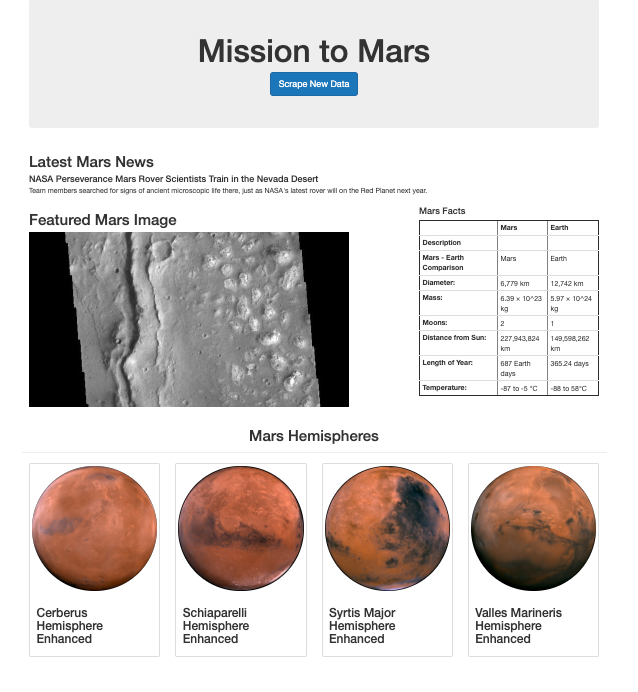 Mission to Mars
Scrape New Data
Latest Mars News
NASA Perseverance Mars Rover Scientists Train in the Nevada Desert
Team members searched for signs of ancient microscopic life there, just as NASA's latest rover will on the Red Planet next year.
Featured Mars Image
Mars Facts
Mars Earth
Description
Mars - Earth
Comparison Mars Earth
Diameter: 6,779 km 12,742 km
Mass: 6.39 × 10^23
kg 5.97 × 10^24
kg
Moons: 2 1
Distance from Sun: 227,943,824
km 149,598,262
km
Length of Year: 687 Earth
days 365.24 days
Temperature: -87 to -5 °C -88 to 58°C
Mars Hemispheres
Cerberus
Hemisphere
Enhanced
Schiaparelli
Hemisphere
Enhanced
Syrtis Major
Hemisphere
Enhanced
Valles Marineris
Hemisphere
Enhanced